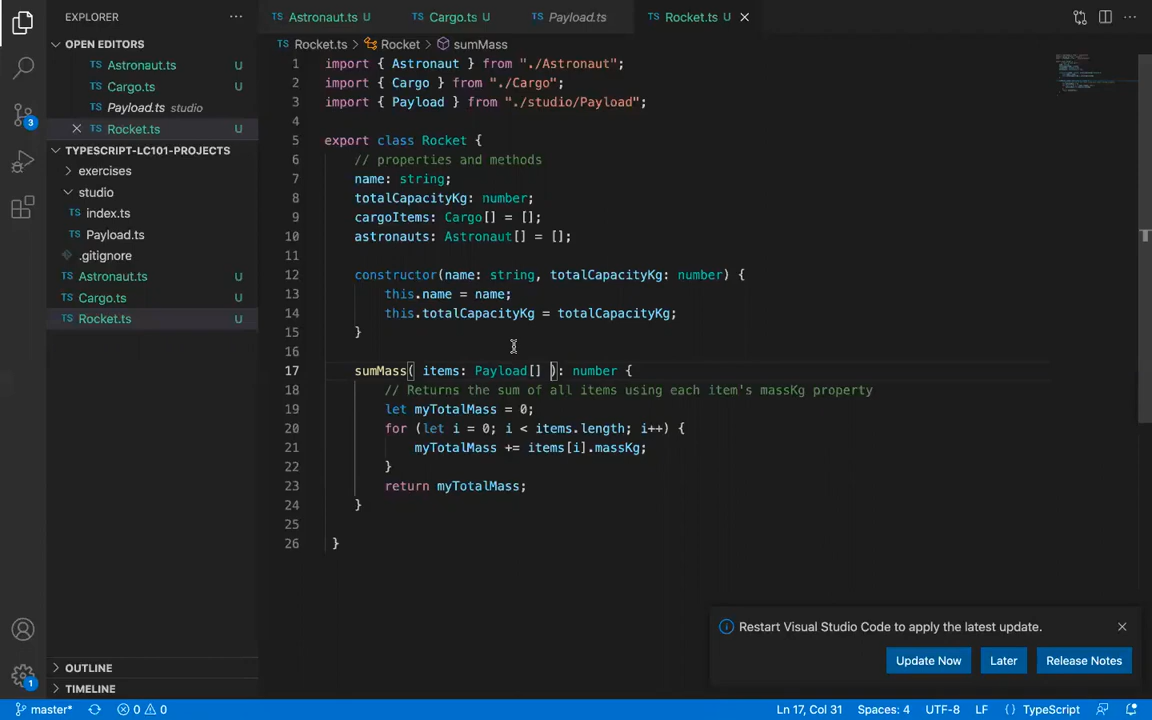 EXPLORER
OPEN EDITORS
Astronaut.ts U
Cargo.ts U
Payload.ts studio
Rocket.ts U
TYPESCRIPT-LC101-PROJECTS
exercises
studio
index.ts
Payload.ts
.gitignore
Astronaut.ts U
Cargo.ts U
Rocket.ts U
OUTLINE
TIMELINE
3
1
Astronaut.ts U Cargo.ts U Payload.ts Rocket.ts U
Rocket.ts > Rocket > sumMass
1 import { Astronaut } from "./Astronaut";
2 import { Cargo } from "./Cargo";
3 import { Payload } from "./studio/Payload";
4
5 export class Rocket {
6 // properties and methods
7 name: string;
8 totalCapacityKg: number;
9 cargoItems: Cargo[] = [];
10 astronauts: Astronaut[] = [];
11
12 constructor(name: string, totalCapacityKg: number) {
13 this.name = name;
14 this.totalCapacityKg = totalCapacityKg;
15 }
16
17 sumMass( items: Payload[] ): number {
18 // Returns the sum of all items using each item's massKg property
19 let myTotalMass = 0;
20 for (let i = 0; i < items.length; i++) {
21 myTotalMass += items[i].massKg;
22 }
23 return myTotalMass;
24 }
25
26 }
Restart Visual Studio Code to apply the latest update.
Update Now Later Release Notes
master* 0 0 Ln 17, Col 31 Spaces: 4 UTF-8 LF {} TypeScript